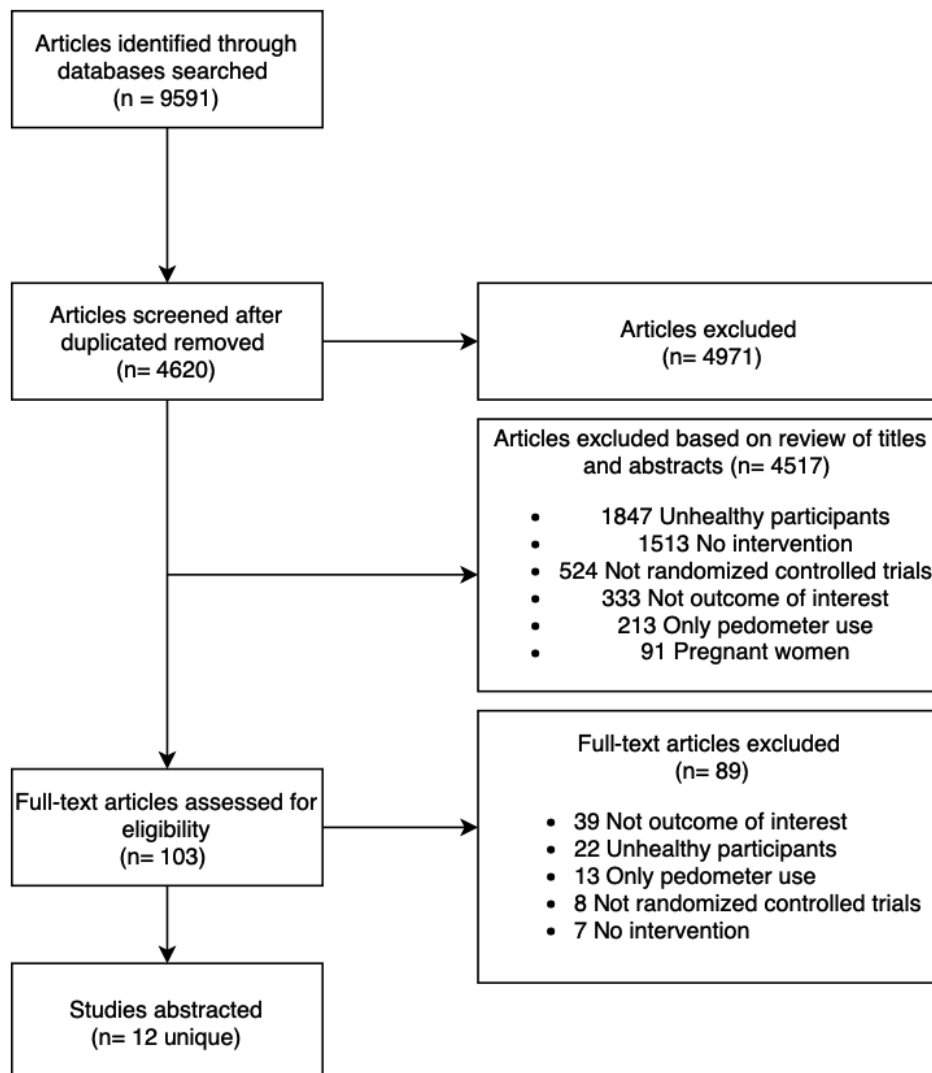 Articles identified through
databases searched
(n = 9591)
Articles screened after
duplicated removed
(n= 4620)
Articles excluded
(n= 4971)
Articles excluded based on review of titles
and abstracts (n= 4517)
• 1847 Unhealthy participants
• 1513 No intervention
• 524 Not randomized controlled trials
• 333 Not outcome of interest
• 213 Only pedometer use
• 91 Pregnant women
Full-text articles assessed for
eligibility
(n= 103)
Full-text articles excluded
(n= 89)
• 39 Not outcome of interest
• 22 Unhealthy participants
• 13 Only pedometer use
• 8 Not randomized controlled trials
• 7 No intervention
Studies abstracted
(n= 12 unique)